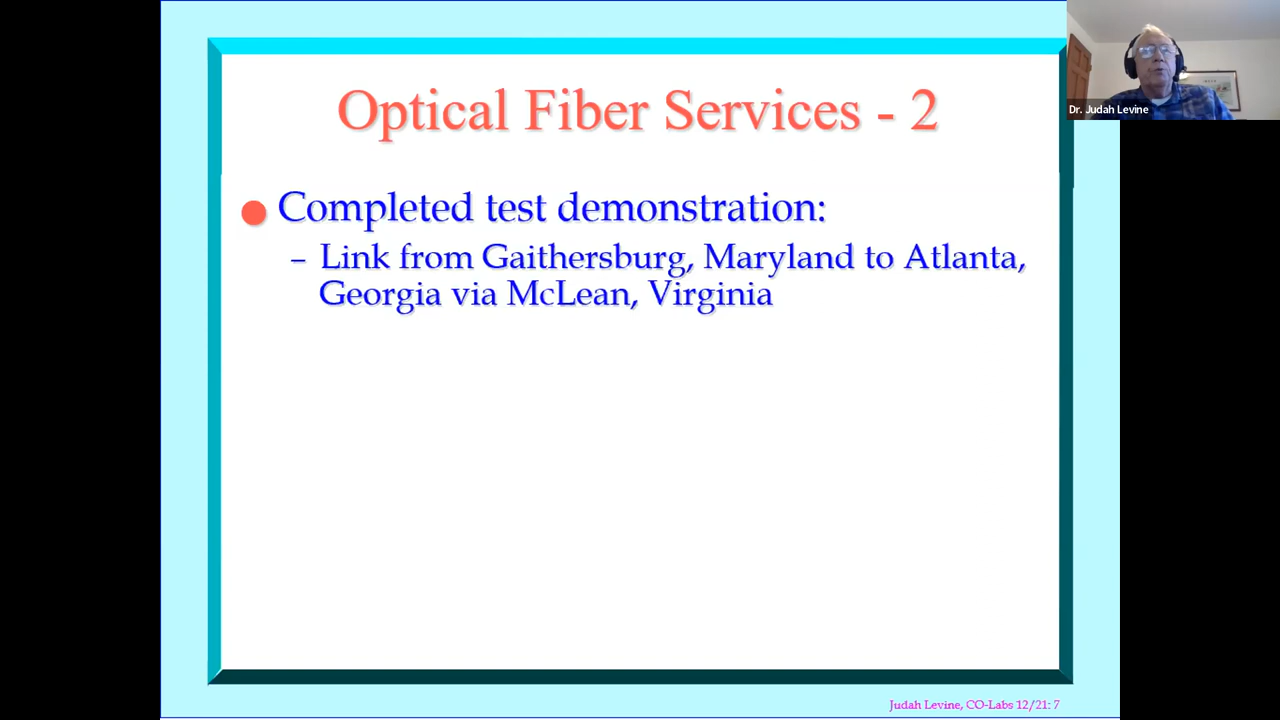 Optical Fiber Services - 2
Dr. Judah Levine
● Completed test demonstration:
– Link from Gaithersburg, Maryland to Atlanta,
Georgia via McLean, Virginia
Judah Levine, CO-Labs 12/21: 7